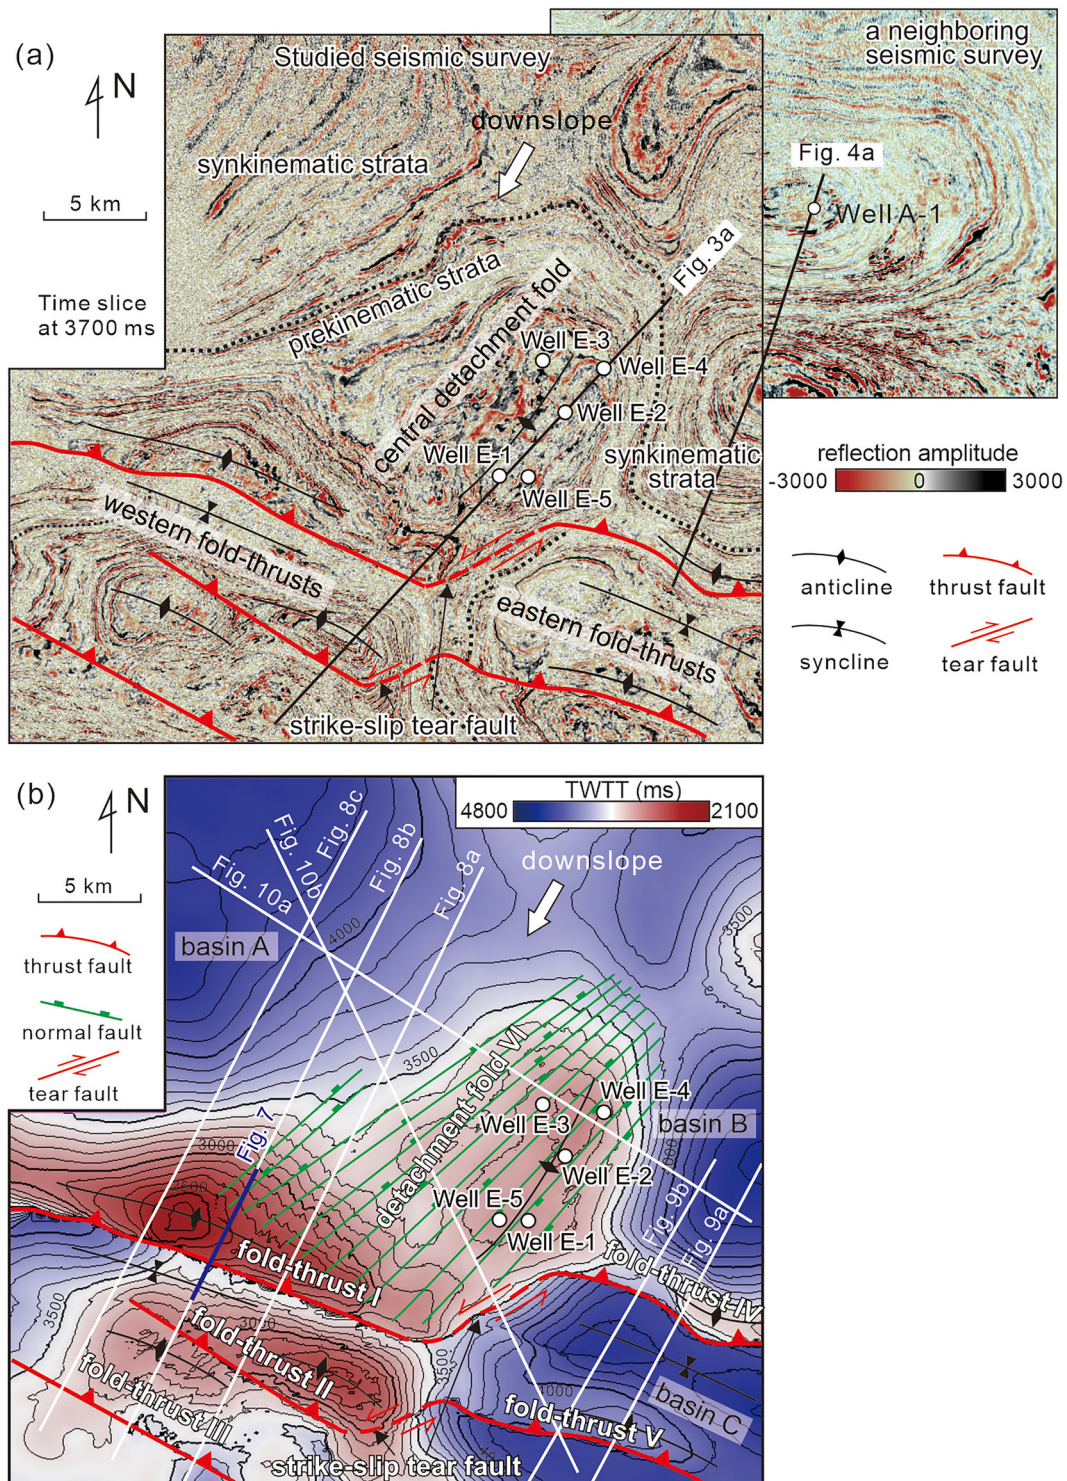 (a)
N
5 km
Time slice
at 3700 ms
Studied seismic survey
a neighboring
seismic survey
downslope
synkinematic strata
Fig. 4a
Well A-1
Fig. 3a
prekinematic strata
central detachment fold
Well E-3
Well E-4
Well E-2
Well E-1
Well E-5
synkinematic
strata
western fold-thrusts
eastern fold-thrusts
strike-slip tear fault
reflection amplitude
-3000
0
3000
anticline
thrust fault
syncline
tear fault
(b)
N
5 km
thrust fault
normal fault
tear fault
TWTT (ms)
4800
2100
downslope
Fig. 8c
Fig. 10b
Fig. 8b
Fig. 8a
Fig. 10a
basin A
4000
3500
3500
detachment fold VI
Well E-4
Well E-3
basin B
Well E-2
Well E-5
Well E-1
3000
Fig. 7
2500
Fig. 9b
Fig. 9a
fold-thrust I
fold-thrust IV
3500
3000
fold-thrust II
3500
fold-thrust III
4000
fold-thrust V
basin C
strike-slip tear fault